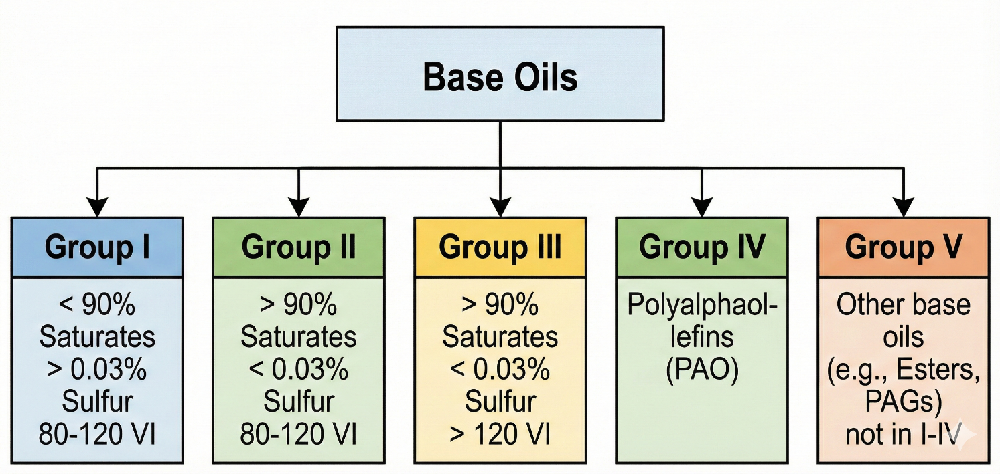 Base Oils
Group I
< 90%
Saturates
> 0.03%
Sulfur
80-120 VI
Group II
> 90%
Saturates
< 0.03%
Sulfur
80-120 VI
Group III
> 90%
Saturates
< 0.03%
Sulfur
> 120 VI
Group IV
Polyalphaol-
lefins
(PAO)
Group V
Other base
oils
(e.g., Esters,
PAGs)
not in I-IV